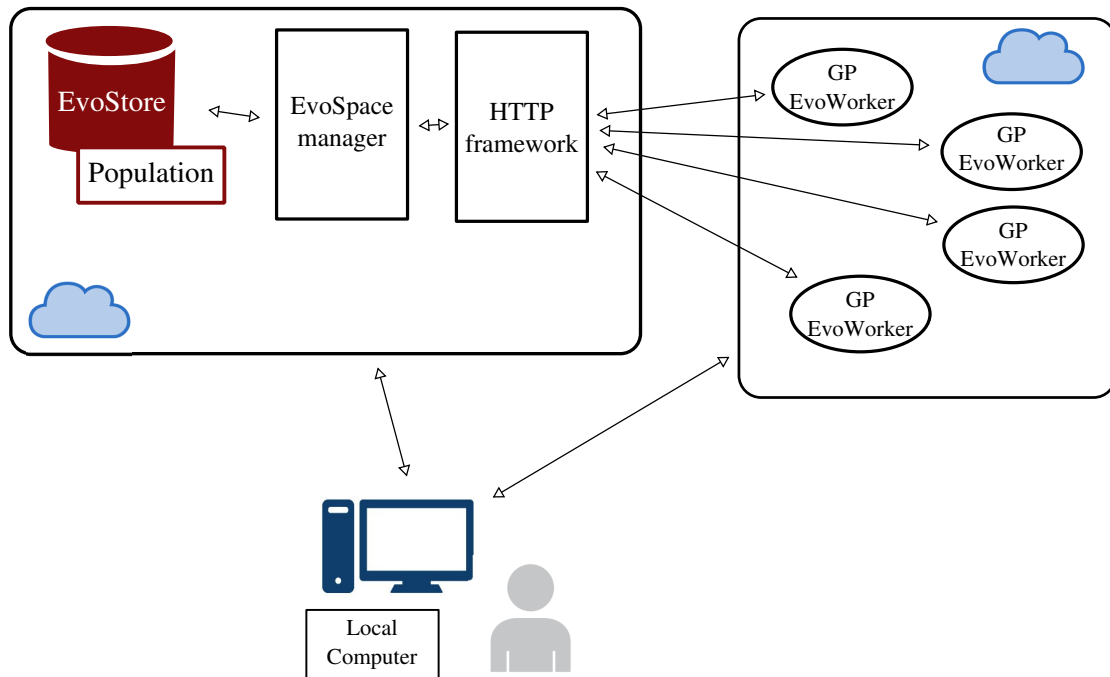 EvoStore
Population
EvoSpace
manager
HTTP
framework
GP
EvoWorker
GP
EvoWorker
GP
EvoWorker
GP
EvoWorker
Local
Computer